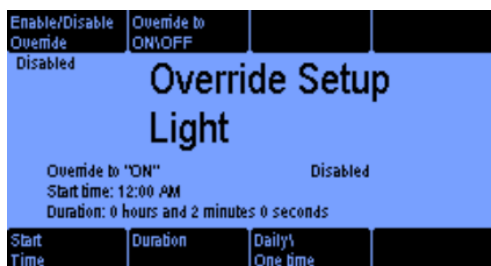 Enable/Disable Override to
Override ON\OFF
Disabled
Override Setup
Light
Override to "ON" Disabled
Start time: 12:00 AM
Duration: 0 hours and 2 minutes 0 seconds
Start Duration Daily\
Time One time